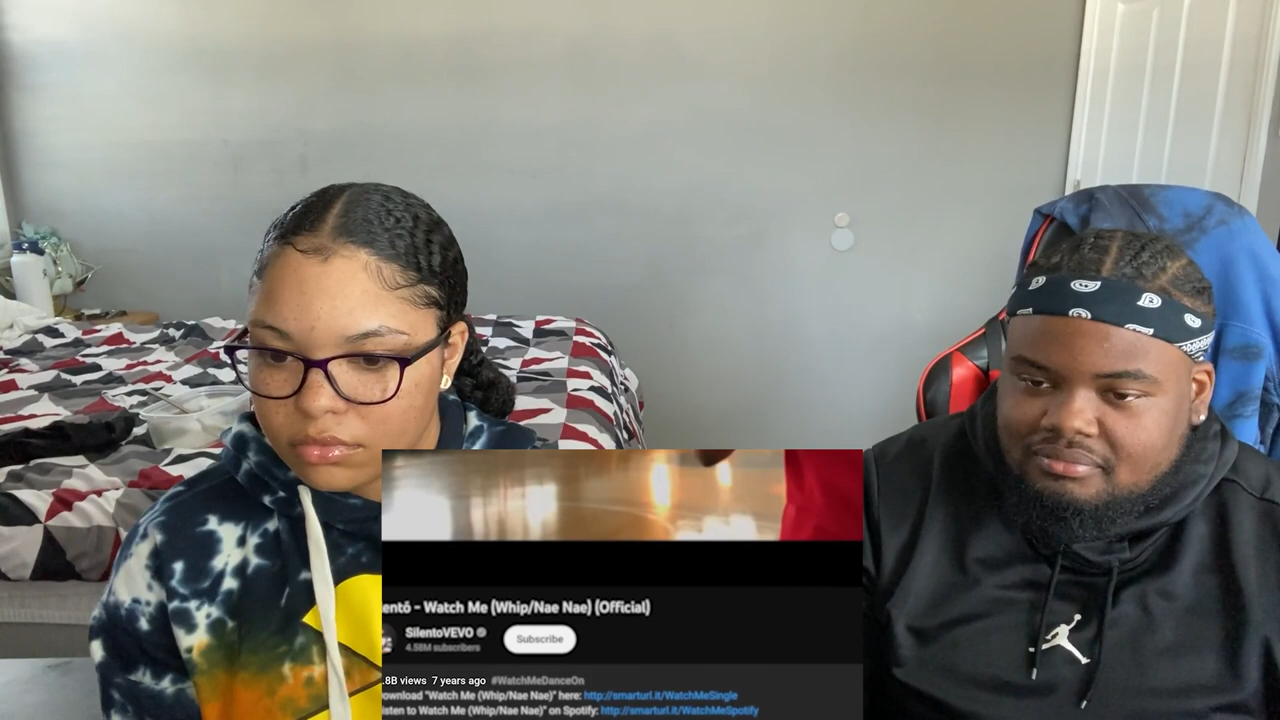 entó - Watch Me (Whip/Nae Nae) (Official)
SilentoVEVO
4.58M subscribers
Subscribe
.8B views 7 years ago #WatchMeDanceOn
ownload "Watch Me (Whip/Nae Nae)" here: http://smarturl.it/WatchMeSingle
isten to Watch Me (Whip/Nae Nae)" on Spotify: http://smarturl.it/WatchMeSpotify